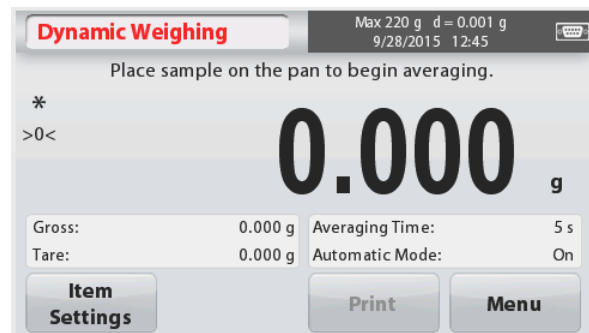 Dynamic Weighing
Max 220 g d = 0.001 g
9/28/2015 12:45
Place sample on the pan to begin averaging.
*
>0<
0.000 g
Gross: 0.000 g
Tare: 0.000 g
Averaging Time: 5 s
Automatic Mode: On
Item
Settings
Print
Menu